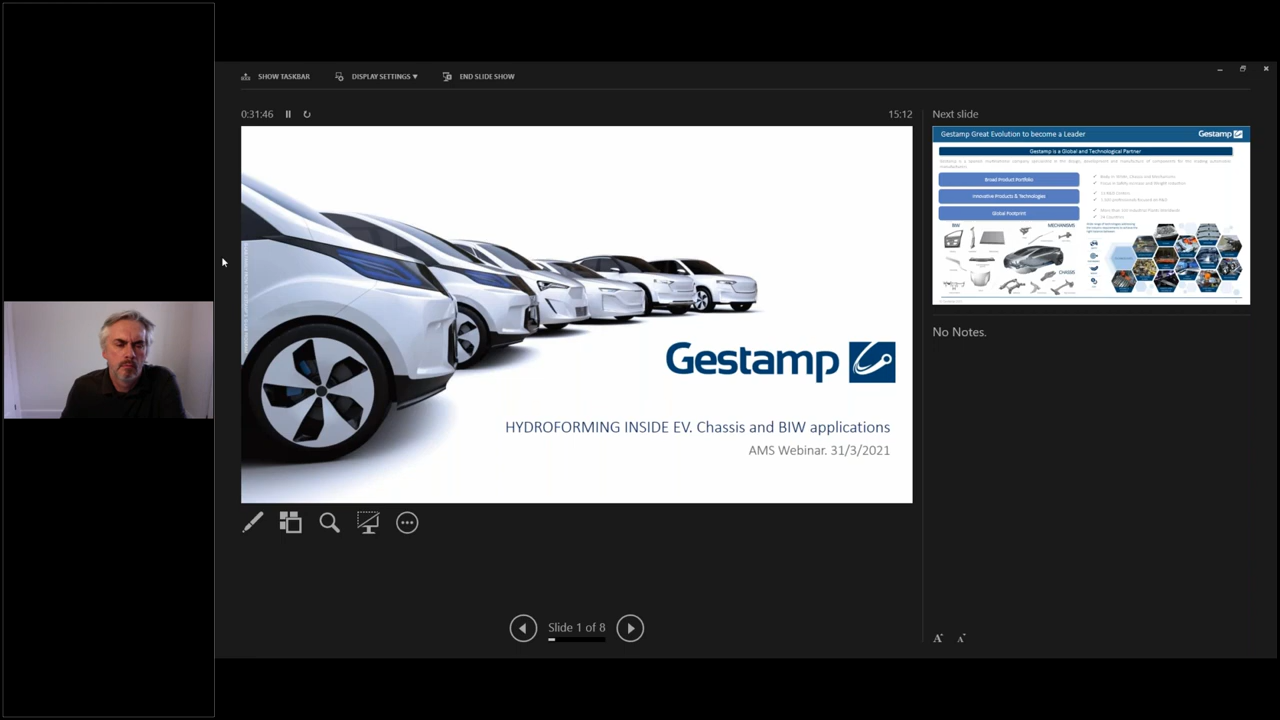 SHOW TASKBAR
DISPLAY SETTINGS ▼
END SLIDE SHOW
0:31:46
15:12
Gestamp
HYDROFORMING INSIDE EV. Chassis and BIW applications
AMS Webinar. 31/3/2021
Slide 1 of 8
Next slide
Gestamp Great Evolution to become a Leader
Gestamp
Gestamp is a Global and Technological Partner
Broad Product Portfolio
Innovative Products & Technologies
Global Footprint
BIW
MECHANISMS
CHASSIS
No Notes.
A
A